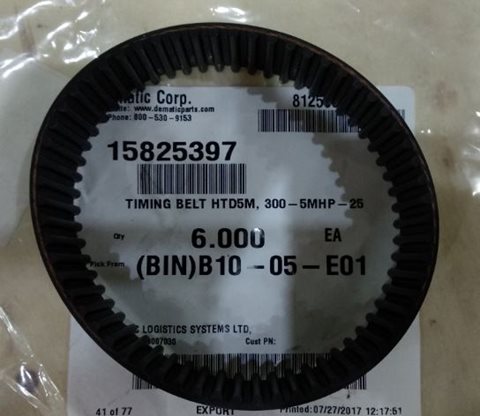 matic Corp.
www.dematicparts.com
Phone: 800-530-9153
8125
15825397
TIMING BELT HTD5M, 300-5MHP-25
Qty
6.000 EA
Pick From (BIN)B10-05-E01
LOGISTICS SYSTEMS LTD,
Cust PN:
41 of 77 EXPORT Printed: 07/27/2017 12:17:51